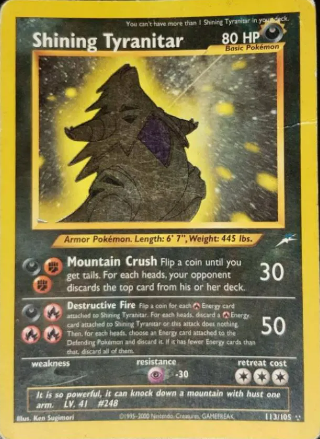 You can't have more than 1 Shining Tyranitar in your deck.
Shining Tyranitar 80 HP
Basic Pokémon
Armor Pokémon. Length: 6' 7", Weight: 445 lbs.
Mountain Crush Flip a coin until you
get tails. For each heads, your opponent
discards the top card from his or her deck.
30
Destructive Fire Flip a coin for each Energy card
attached to Shining Tyranitar. For each heads, discard a Energy
card attached to Shining Tyranitar or this attack does nothing.
Then, for each heads, choose an Energy card attached to the
Defending Pokémon and discard it. If it has fewer Energy cards than
that, discard all of them.
50
weakness resistance retreat cost
-30
It is so powerful, it can knock down a mountain with just one
arm. LV. 41 #248
Illus. Ken Sugimori ©1995-2000 Nintendo, Creatures, GAMEFREAK. 113/105